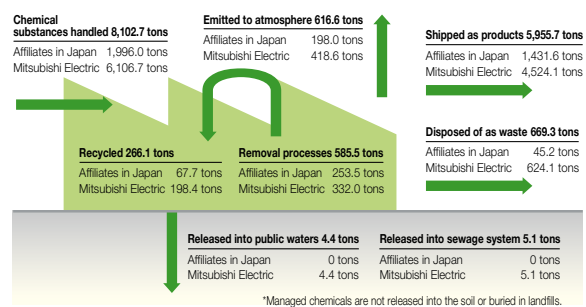 Chemical
substances handled 8,102.7 tons
Affiliates in Japan 1,996.0 tons
Mitsubishi Electric 6,106.7 tons
Emitted to atmosphere 616.6 tons
Affiliates in Japan 198.0 tons
Mitsubishi Electric 418.6 tons
Shipped as products 5,955.7 tons
Affiliates in Japan 1,431.6 tons
Mitsubishi Electric 4,524.1 tons
Recycled 266.1 tons
Affiliates in Japan 67.7 tons
Mitsubishi Electric 198.4 tons
Removal processes 585.5 tons
Affiliates in Japan 253.5 tons
Mitsubishi Electric 332.0 tons
Disposed of as waste 669.3 tons
Affiliates in Japan 45.2 tons
Mitsubishi Electric 624.1 tons
Released into public waters 4.4 tons
Affiliates in Japan 0 tons
Mitsubishi Electric 4.4 tons
Released into sewage system 5.1 tons
Affiliates in Japan 0 tons
Mitsubishi Electric 5.1 tons
*Managed chemicals are not released into the soil or buried in landfills.